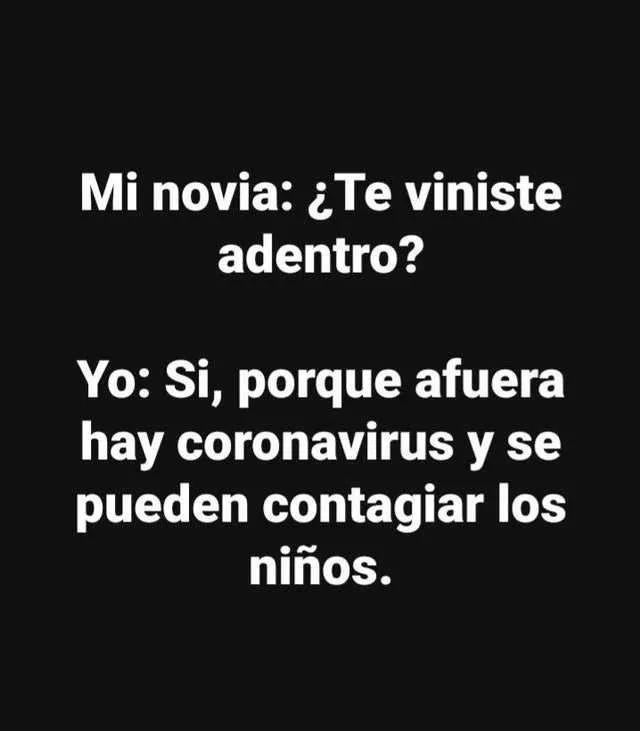 Mi novia: ¿Te viniste
adentro?
Yo: Si, porque afuera
hay coronavirus y se
pueden contagiar los
niños.